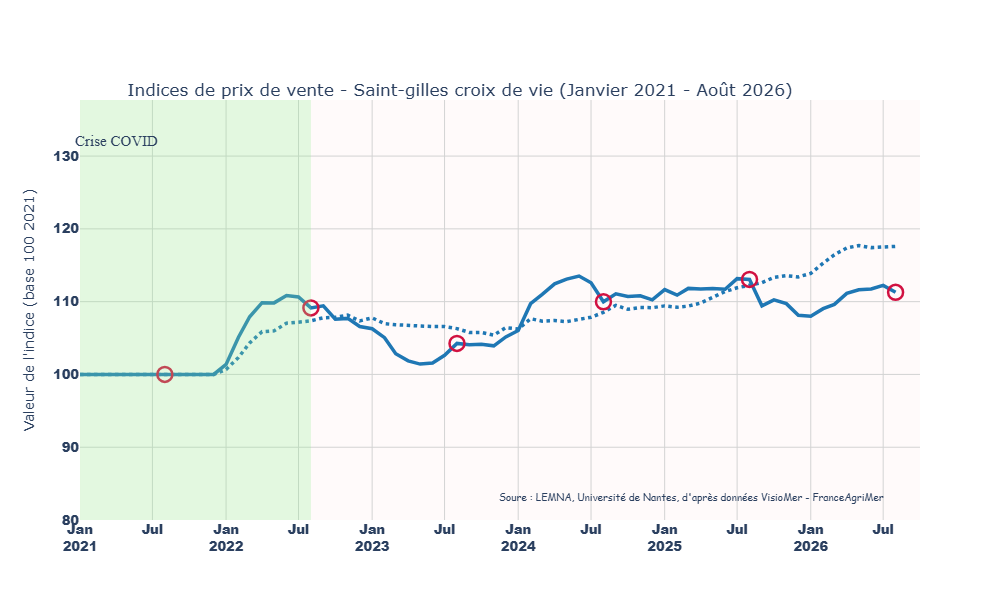 Indices de prix de vente - Saint-gilles croix de vie (Janvier 2021 - Août 2026)
Crise COVID
Valeur de l'indice (base 100 2021)
130
120
110
100
90
80
Soure : LEMNA, Université de Nantes, d'après données VisioMer - FranceAgriMer
Jan Jul Jan Jul Jan Jul Jan Jul Jan Jul Jan Jul
2021 2022 2023 2024 2025 2026